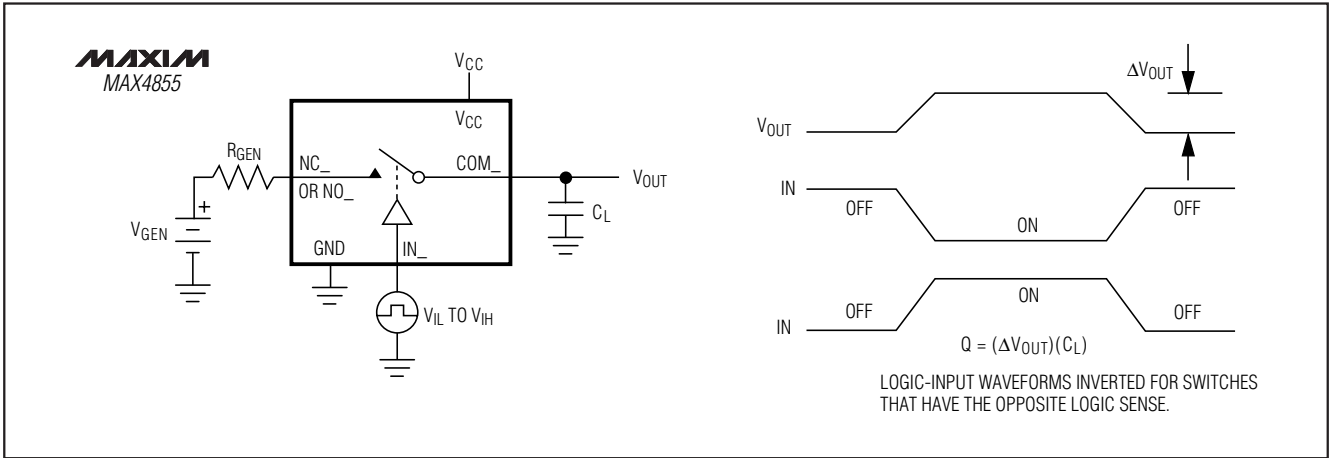 MAXIM
MAX4855
VCC
VCC
RGEN
NC_
OR NO_
COM_
VOUT
CL
+
VGEN
GND
IN_
VIL TO VIH
ΔVOUT
VOUT
IN
OFF
ON
OFF
IN
OFF
ON
OFF
Q = (ΔVOUT)(CL)
LOGIC-INPUT WAVEFORMS INVERTED FOR SWITCHES
THAT HAVE THE OPPOSITE LOGIC SENSE.